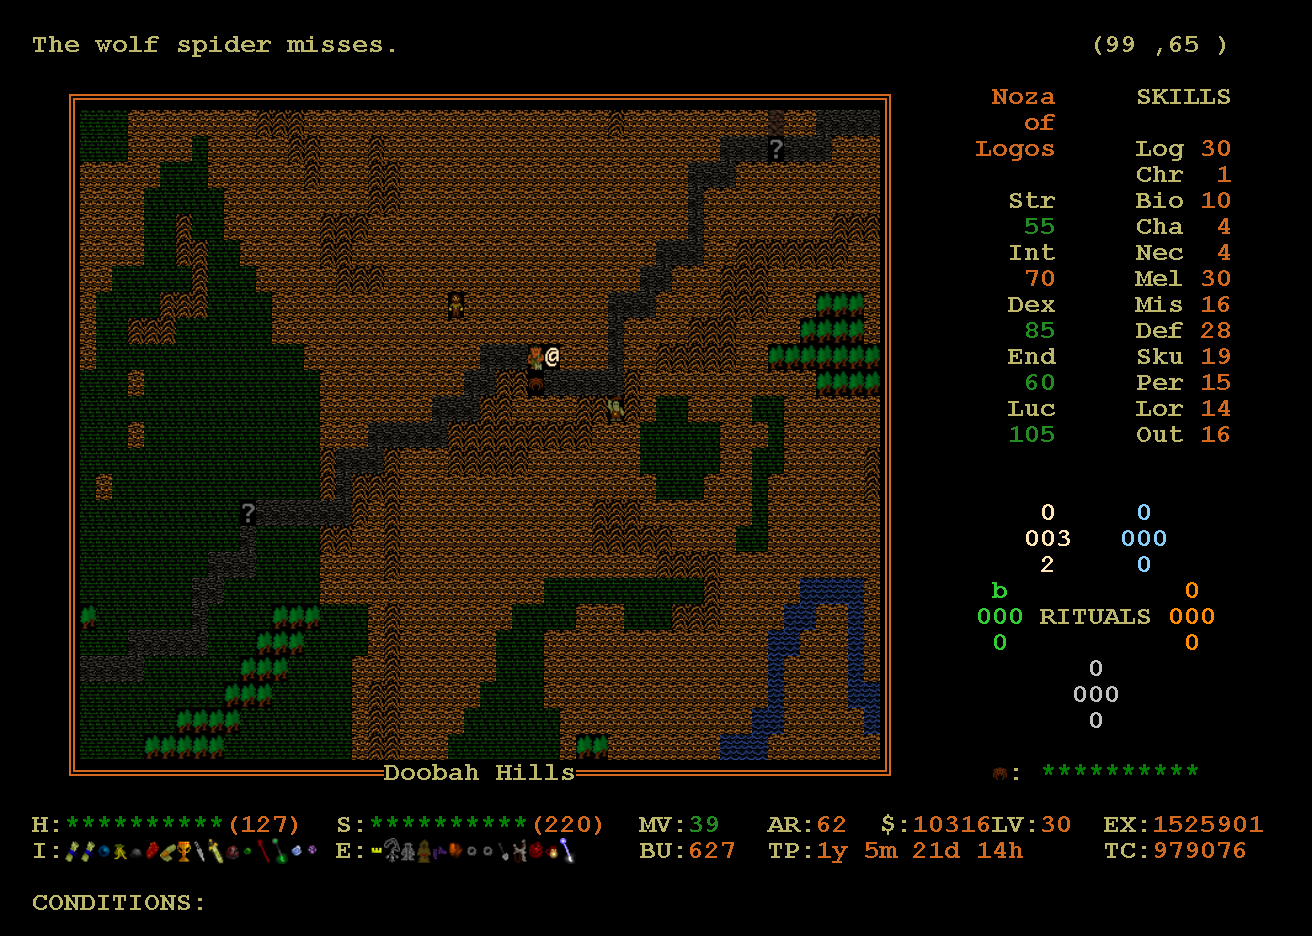 The wolf spider misses. (99 ,65 )
Noza SKILLS
of
Logos Log 30
Chr 1
Str Bio 10
55 Cha 4
Int Nec 4
70 Mel 30
Dex Mis 16
85 Def 28
? @
End Sku 19
60 Per 15
Luc Lor 14
105 Out 16
0 0
? 003 000
2 0
b 0
000 RITUALS 000
0 0
0
000
0
Doobah Hills : **********
H:**********(127) S:**********(220) MV:39 AR:62 $:10316LV:30 EX:1525901
I: E: BU:627 TP:1y 5m 21d 14h TC:979076
CONDITIONS: